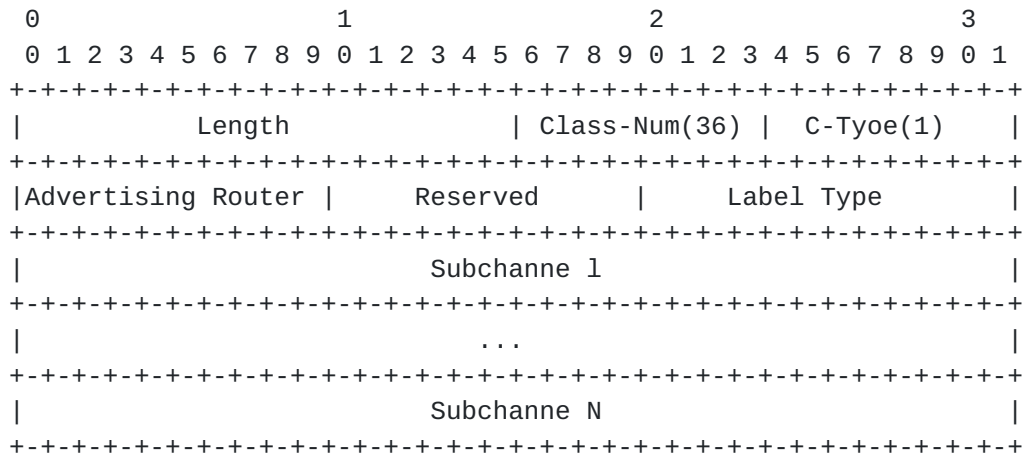 0                   1                   2                   3
0 1 2 3 4 5 6 7 8 9 0 1 2 3 4 5 6 7 8 9 0 1 2 3 4 5 6 7 8 9 0 1
+-+-+-+-+-+-+-+-+-+-+-+-+-+-+-+-+-+-+-+-+-+-+-+-+-+-+-+-+-+-+-+-+
|           Length              | Class-Num(36) |  C-Tyoe(1)    |
+-+-+-+-+-+-+-+-+-+-+-+-+-+-+-+-+-+-+-+-+-+-+-+-+-+-+-+-+-+-+-+-+
|Advertising Router |     Reserved      |     Label Type        |
+-+-+-+-+-+-+-+-+-+-+-+-+-+-+-+-+-+-+-+-+-+-+-+-+-+-+-+-+-+-+-+-+
|                          Subchanne l                          |
+-+-+-+-+-+-+-+-+-+-+-+-+-+-+-+-+-+-+-+-+-+-+-+-+-+-+-+-+-+-+-+-+
|                             ...                               |
+-+-+-+-+-+-+-+-+-+-+-+-+-+-+-+-+-+-+-+-+-+-+-+-+-+-+-+-+-+-+-+-+
|                          Subchanne N                          |
+-+-+-+-+-+-+-+-+-+-+-+-+-+-+-+-+-+-+-+-+-+-+-+-+-+-+-+-+-+-+-+-+